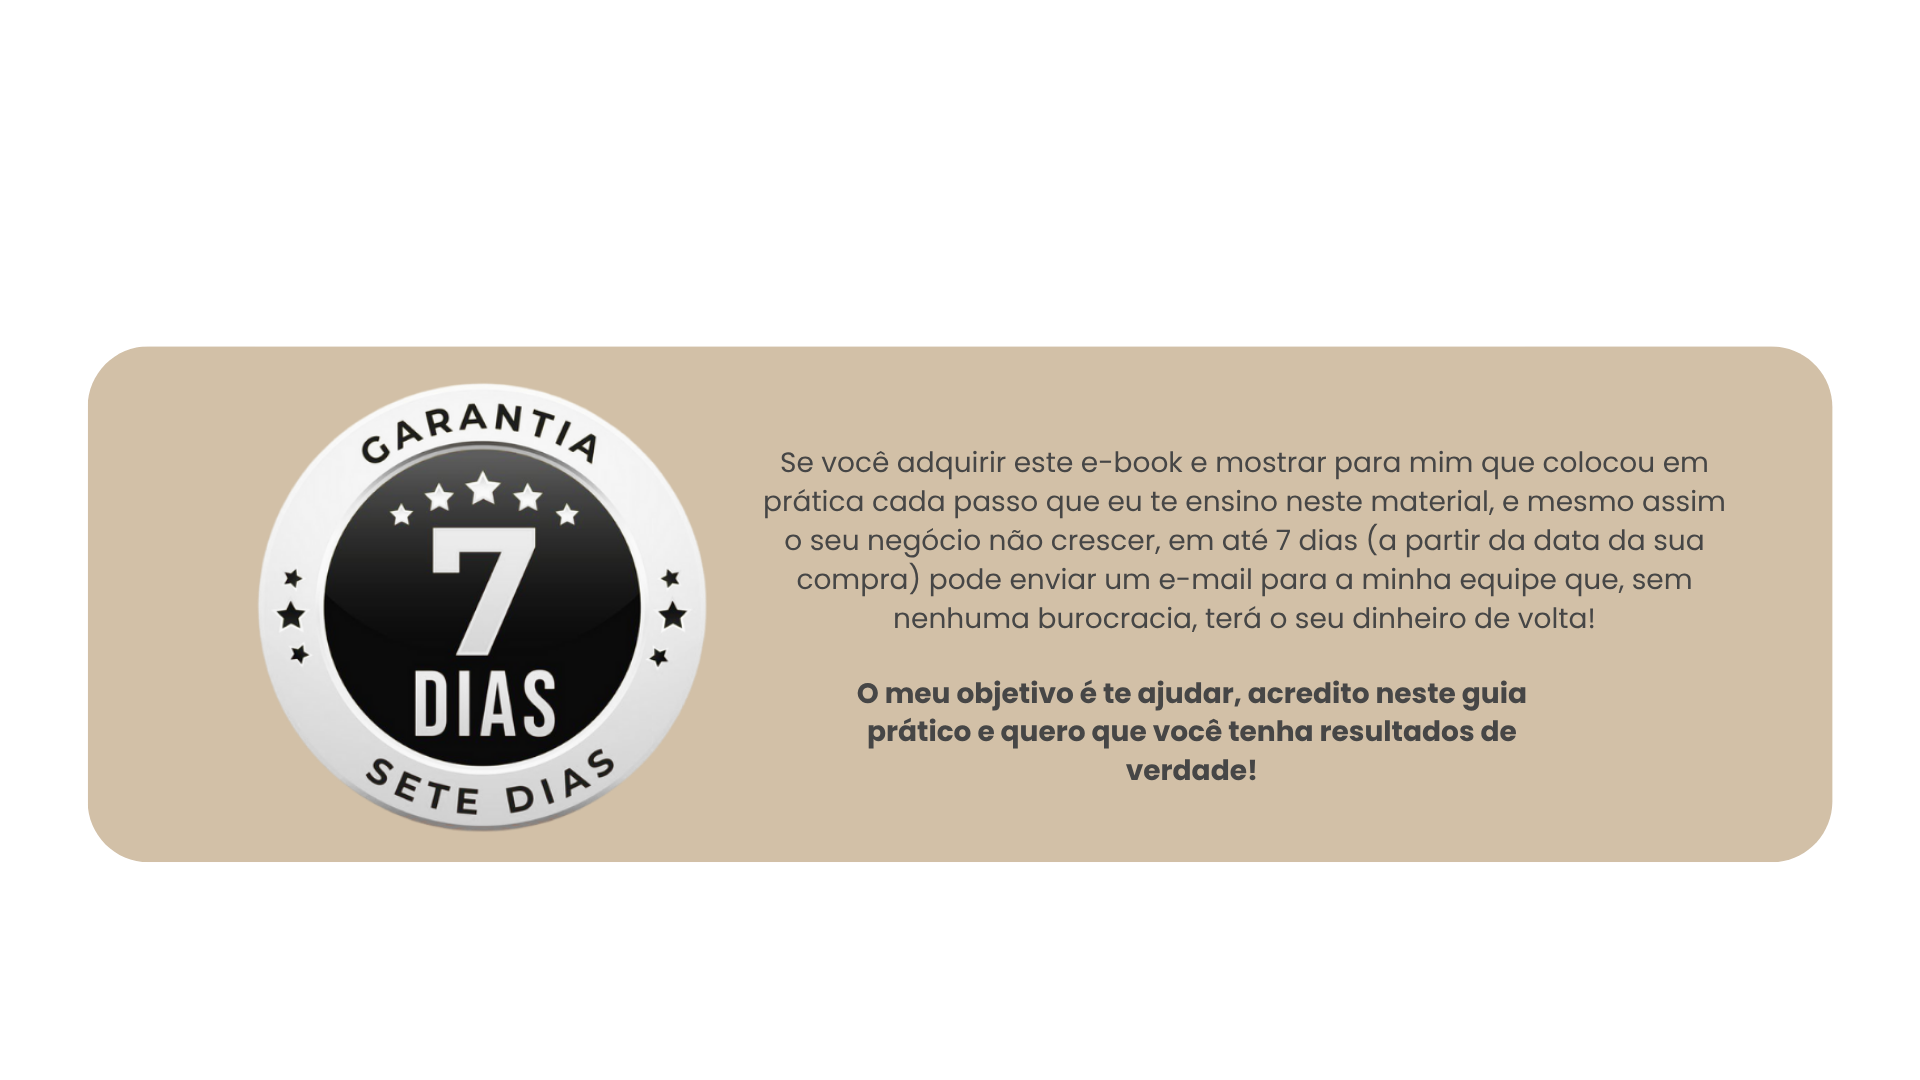 GARANTIA
7
DIAS
SETE DIAS
Se você adquirir este e-book e mostrar para mim que colocou em
prática cada passo que eu te ensino neste material, e mesmo assim
o seu negócio não crescer, em até 7 dias (a partir da data da sua
compra) pode enviar um e-mail para a minha equipe que, sem
nenhuma burocracia, terá o seu dinheiro de volta!
O meu objetivo é te ajudar, acredito neste guia
prático e quero que você tenha resultados de
verdade!